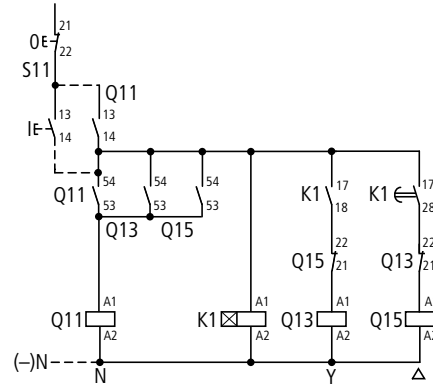 21
0 E
22
S11
13 13 Q11
I E
14 14
54 54 54 17 17
Q11 K1 K1
53 53 53 18 28
Q13 Q15
22 22
Q15 Q13
21 21
A1 A1 A1 A1
Q11 K1 Q13 Q15
A2 A2 A2 A2
(–)N
N Y Δ